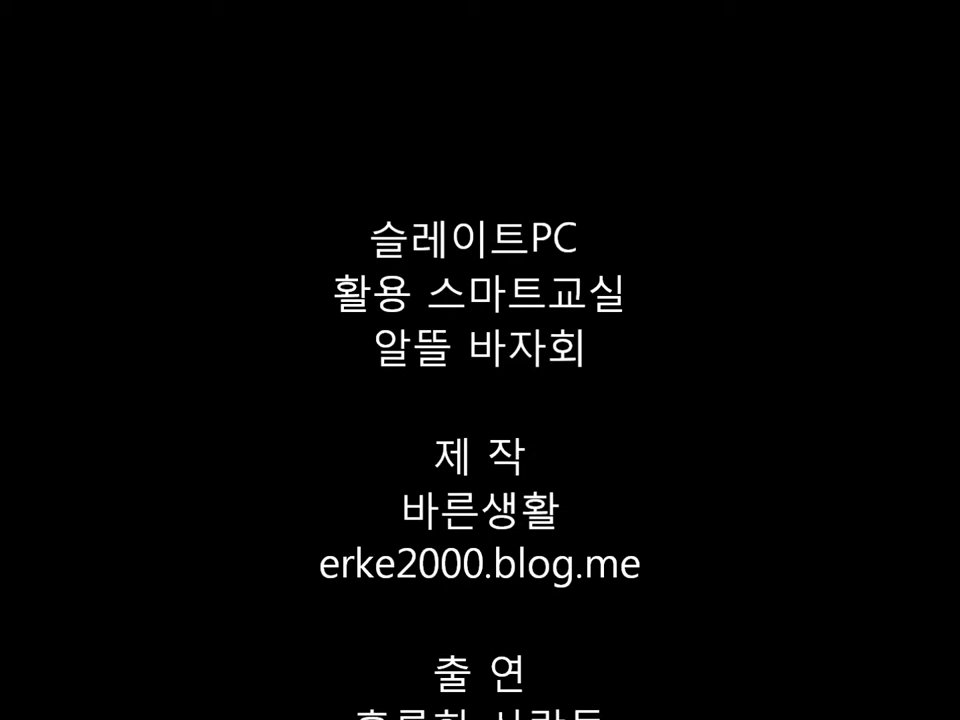 슬레이트PC
활용 스마트교실
알뜰 바자회
제 작
바른생활
erke2000.blog.me
출 연